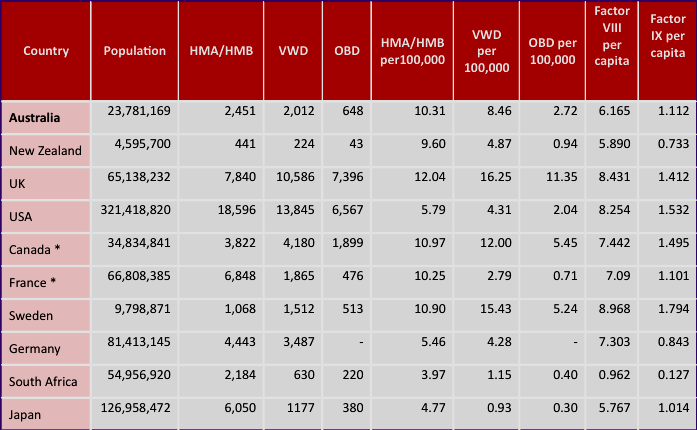 Country Population HMA/HMB VWD OBD HMA/HMB per100,000 VWD per 100,000 OBD per 100,000 Factor VIII per capita Factor IX per capita
Australia 23,781,169 2,451 2,012 648 10.31 8.46 2.72 6.165 1.112
New Zealand 4,595,700 441 224 43 9.60 4.87 0.94 5.890 0.733
UK 65,138,232 7,840 10,586 7,396 12.04 16.25 11.35 8.431 1.412
USA 321,418,820 18,596 13,845 6,567 5.79 4.31 2.04 8.254 1.532
Canada * 34,834,841 3,822 4,180 1,899 10.97 12.00 5.45 7.442 1.495
France * 66,808,385 6,848 1,865 476 10.25 2.79 0.71 7.09 1.101
Sweden 9,798,871 1,068 1,512 513 10.90 15.43 5.24 8.968 1.794
Germany 81,413,145 4,443 3,487 - 5.46 4.28 - 7.303 0.843
South Africa 54,956,920 2,184 630 220 3.97 1.15 0.40 0.962 0.127
Japan 126,958,472 6,050 1177 380 4.77 0.93 0.30 5.767 1.014